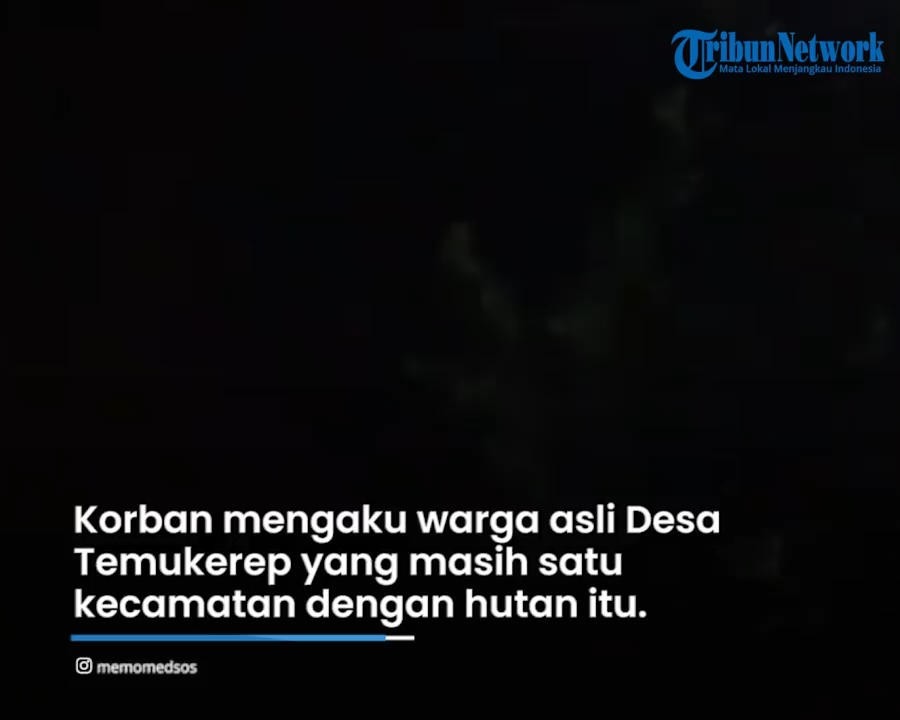 TribunNetwork
Mata Lokal Menjangkau Indonesia
Korban mengaku warga asli Desa
Temukerep yang masih satu
kecamatan dengan hutan itu.
memomedsos